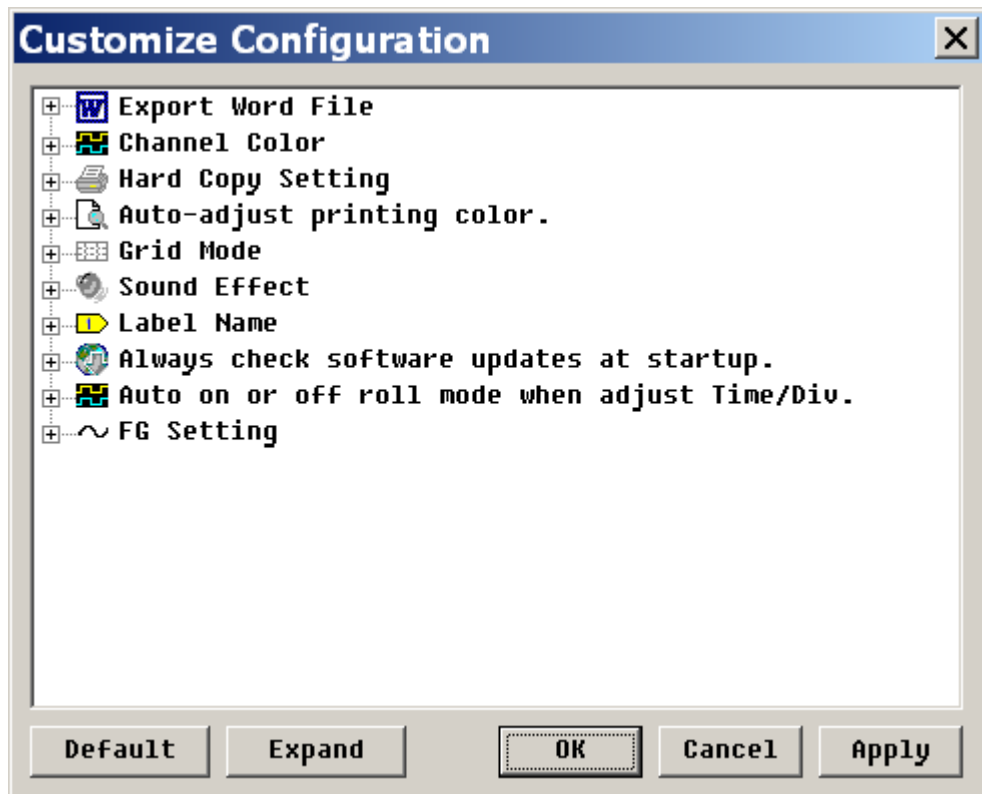 Customize Configuration
Export Word File
Channel Color
Hard Copy Setting
Auto-adjust printing color.
Grid Mode
Sound Effect
Label Name
Always check software updates at startup.
Auto on or off roll mode when adjust Time/Div.
FG Setting
Default Expand OK Cancel Apply